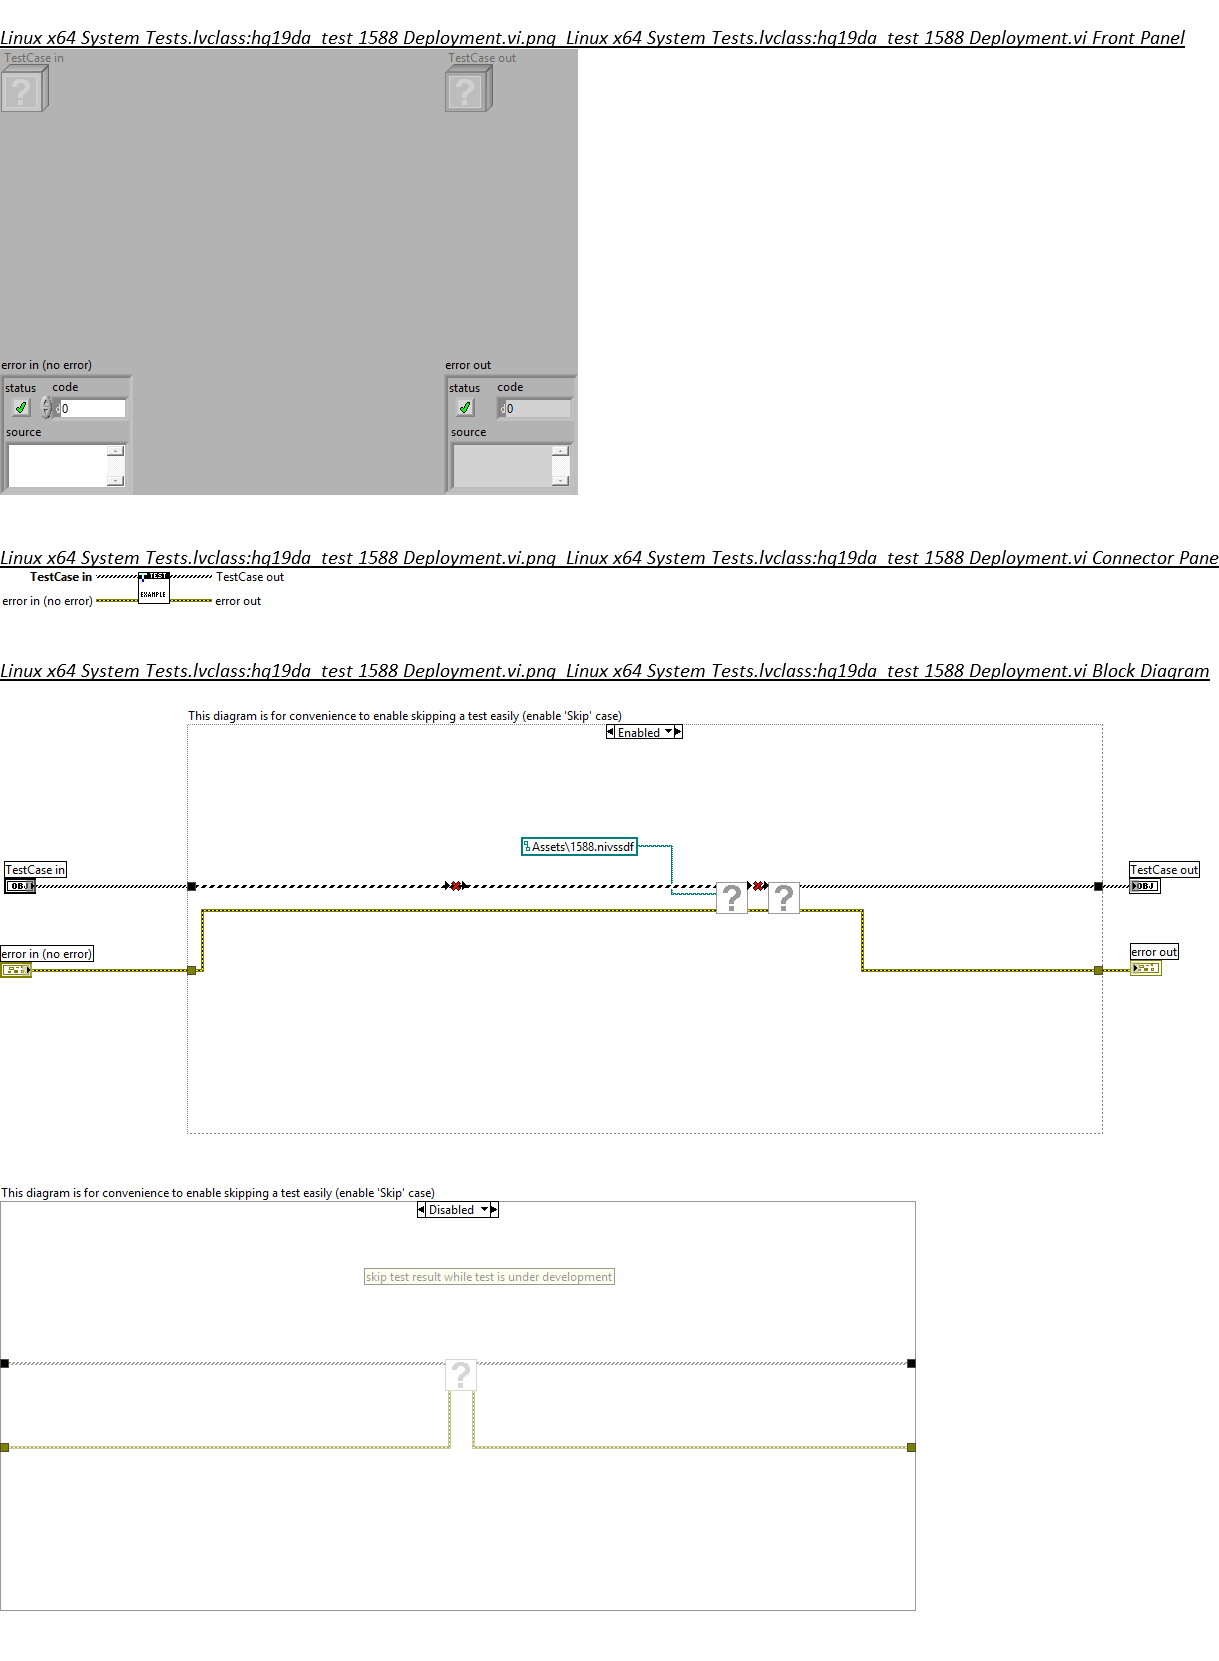 Linux x64 System Tests.lvclass:hq19da_test 1588 Deployment.vi.png_Linux x64 System Tests.lvclass:hq19da_test 1588 Deployment.vi Front Panel
TestCase in
TestCase out
?
?
error in (no error)
error out
status code
status code
d 0
d 0
source
source
Linux x64 System Tests.lvclass:hq19da_test 1588 Deployment.vi.png_Linux x64 System Tests.lvclass:hq19da_test 1588 Deployment.vi Connector Pane
TestCase in
TEST
TestCase out
error in (no error)
EXAMPLE
error out
Linux x64 System Tests.lvclass:hq19da_test 1588 Deployment.vi.png_Linux x64 System Tests.lvclass:hq19da_test 1588 Deployment.vi Block Diagram
This diagram is for convenience to enable skipping a test easily (enable 'Skip' case)
Enabled
Assets\1588.nivssdf
TestCase in
TestCase out
OBJ
OBJ
?
?
error in (no error)
error out
This diagram is for convenience to enable skipping a test easily (enable 'Skip' case)
Disabled
skip test result while test is under development
?